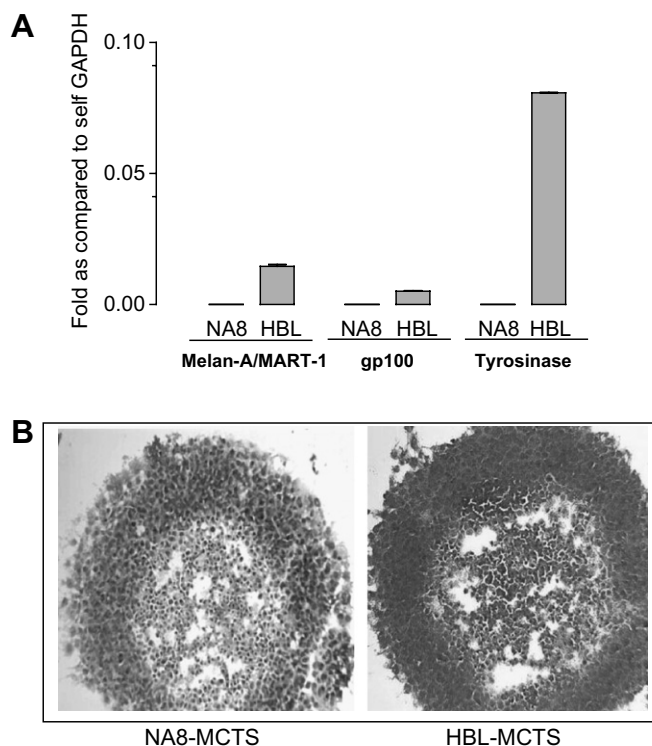 A
Fold as compared to self GAPDH
0.10
0.05
0.00
NA8 HBL NA8 HBL NA8 HBL
Melan-A/MART-1 gp100 Tyrosinase
B
NA8-MCTS HBL-MCTS